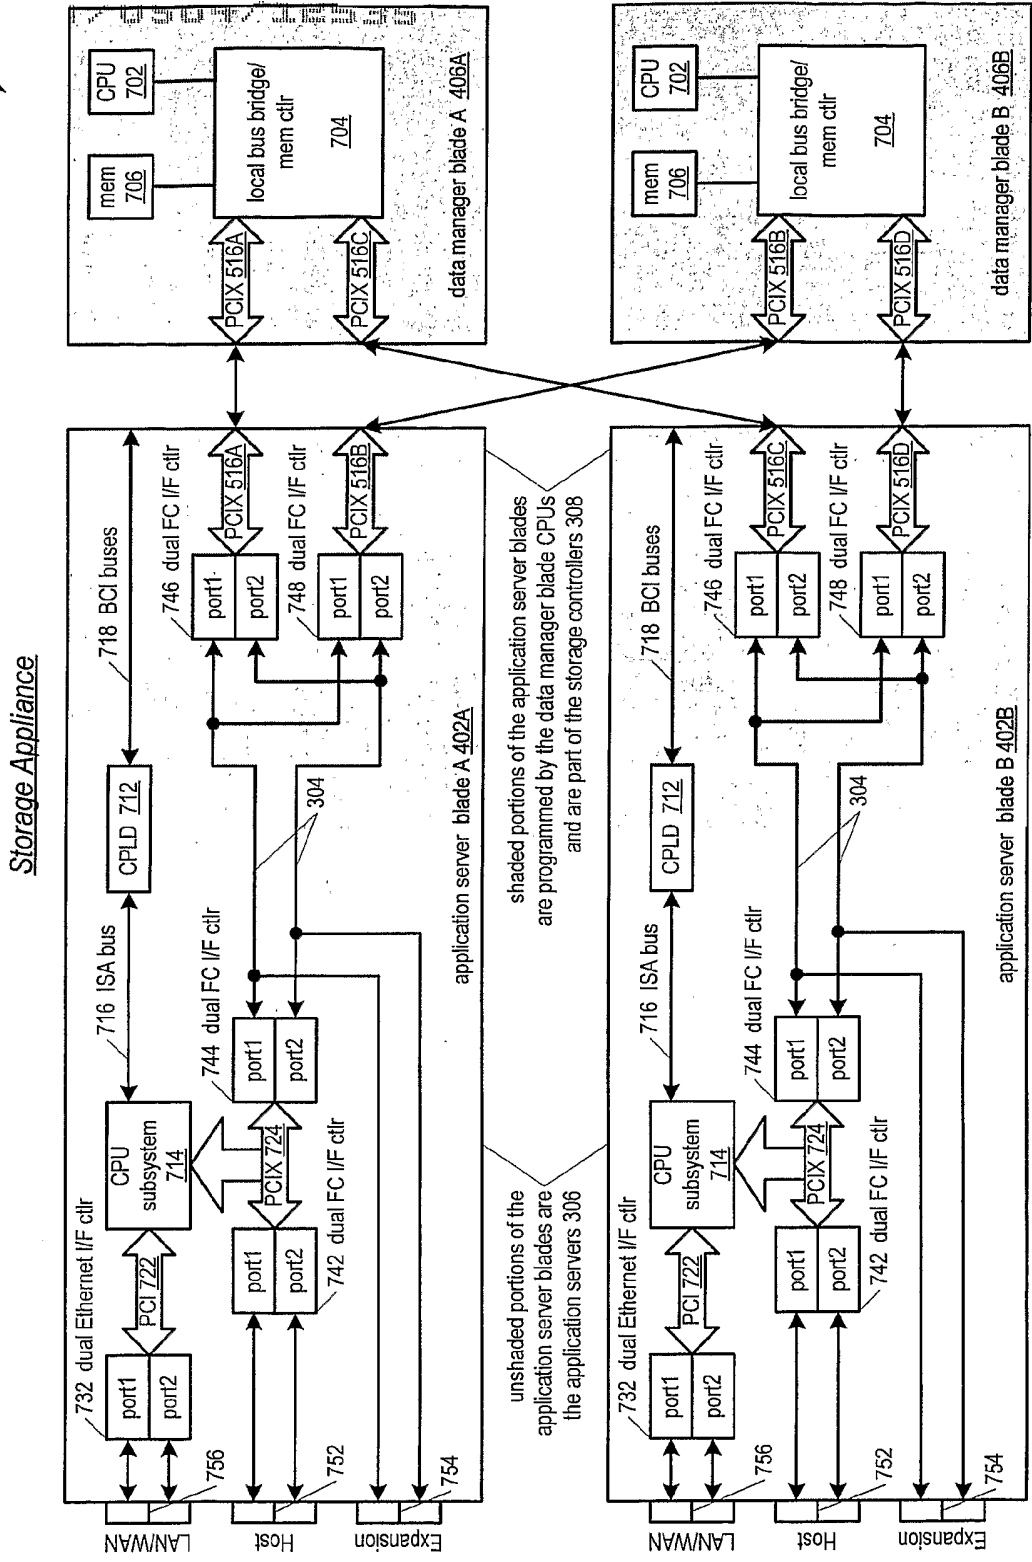 Storage Appliance
732 dual Ethernet I/F ctlr
port1
port2
PCI 722
CPU
subsystem
714
716 ISA bus
CPLD 712
718 BCI buses
756
LAN/WAN
752
Host
754
Expansion
port1
port2
742 dual FC I/F ctlr
PCIX 724
744 dual FC I/F ctlr
port1
port2
304
746 dual FC I/F ctlr
port1
port2
PCIX 516A
748 dual FC I/F ctlr
port1
port2
PCIX 516B
application server blade A 402A
CPU
702
mem
706
local bus bridge/
mem ctlr
704
PCIX 516A
PCIX 516C
data manager blade A 406A
unshaded portions of the
application server blades are
the application servers 306
shaded portions of the application server blades
are programmed by the data manager blade CPUs
and are part of the storage controllers 308
732 dual Ethernet I/F ctlr
port1
port2
PCI 722
CPU
subsystem
714
716 ISA bus
CPLD 712
718 BCI buses
756
LAN/WAN
752
Host
754
Expansion
port1
port2
742 dual FC I/F ctlr
PCIX 724
744 dual FC I/F ctlr
port1
port2
304
746 dual FC I/F ctlr
port1
port2
PCIX 516C
748 dual FC I/F ctlr
port1
port2
PCIX 516D
application server blade B 402B
CPU
702
mem
706
local bus bridge/
mem ctlr
704
PCIX 516B
PCIX 516D
data manager blade B 406B